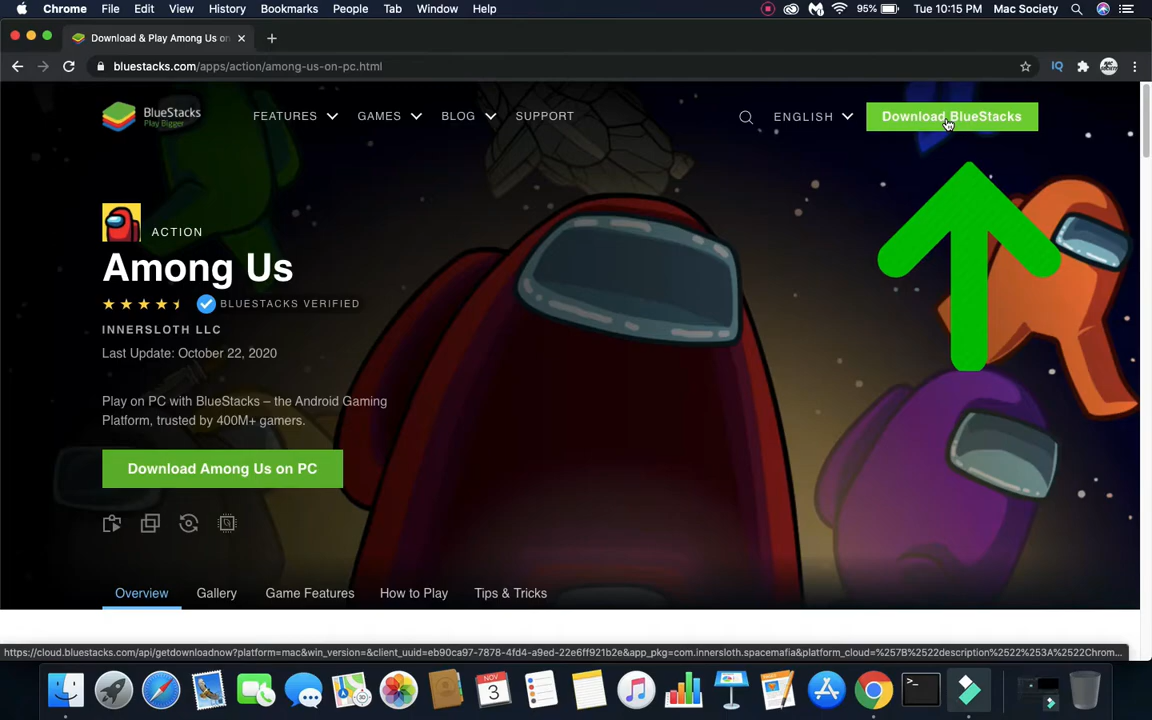 Chrome File Edit View History Bookmarks People Tab Window Help 95% Tue 10:15 PM Mac Society
Download & Play Among Us on
bluestacks.com/apps/action/among-us-on-pc.html
BlueStacks
Play Bigger
FEATURES GAMES BLOG SUPPORT ENGLISH Download BlueStacks
ACTION
Among Us
BLUESTACKS VERIFIED
INNERSLOTH LLC
Last Update: October 22, 2020
Play on PC with BlueStacks – the Android Gaming
Platform, trusted by 400M+ gamers.
Download Among Us on PC
Overview Gallery Game Features How to Play Tips & Tricks
https://cloud.bluestacks.com/api/getdownloadnow?platform=mac&win_version=&client_uuid=eb90ca97-7878-4fd4-a9ed-22e6ff921b2e&app_pkg=com.innersloth.spacemafia&platform_cloud=%257B%2522description%2522%253A%2522Chrom...
NOV
3